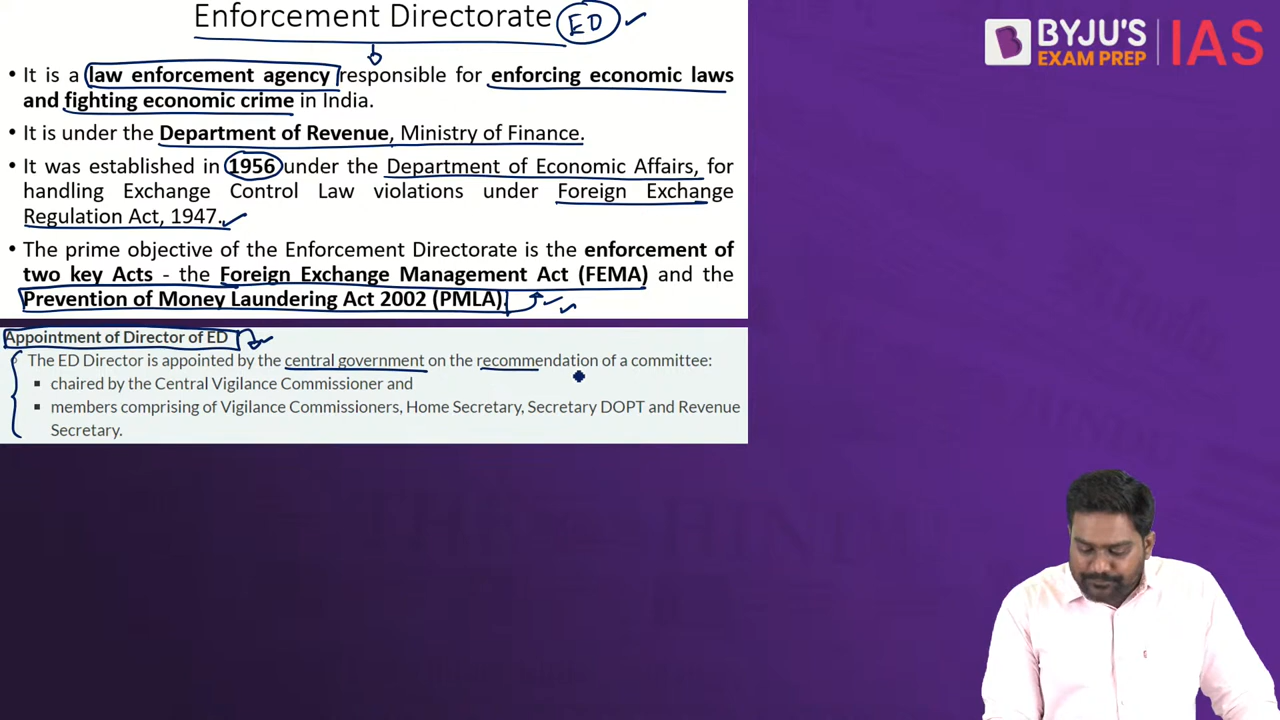 Enforcement Directorate ED
• It is a law enforcement agency responsible for enforcing economic laws
and fighting economic crime in India.
• It is under the Department of Revenue, Ministry of Finance.
• It was established in 1956 under the Department of Economic Affairs, for
handling Exchange Control Law violations under Foreign Exchange
Regulation Act, 1947.
• The prime objective of the Enforcement Directorate is the enforcement of
two key Acts - the Foreign Exchange Management Act (FEMA) and the
Prevention of Money Laundering Act 2002 (PMLA).
Appointment of Director of ED
The ED Director is appointed by the central government on the recommendation of a committee:
▪ chaired by the Central Vigilance Commissioner and
▪ members comprising of Vigilance Commissioners, Home Secretary, Secretary DOPT and Revenue
Secretary.
BYJU'S
EXAM PREP
IAS